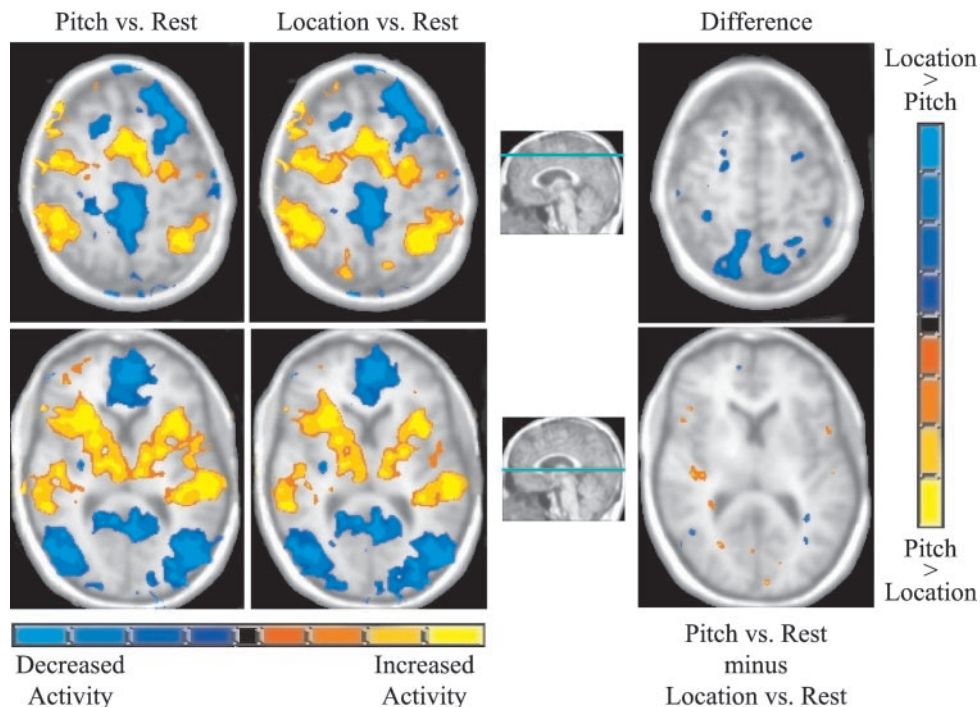 Pitch vs. Rest
Location vs. Rest
Difference
Location
>
Pitch
Pitch
>
Location
Decreased
Activity
Increased
Activity
Pitch vs. Rest
minus
Location vs. Rest